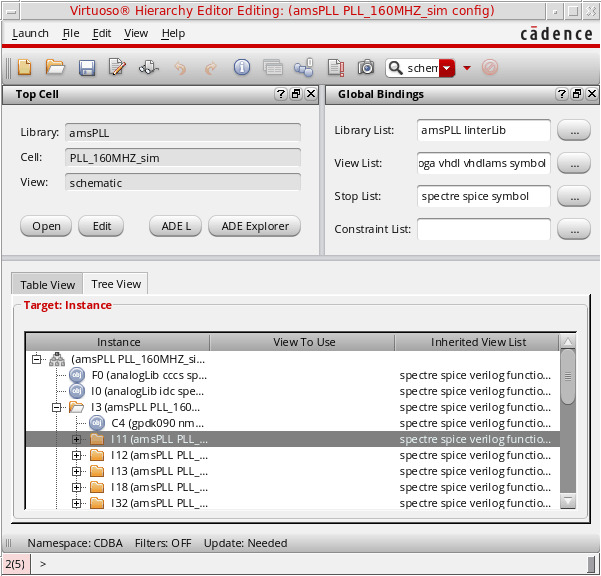 Virtuoso® Hierarchy Editor Editing: (amsPLL PLL_160MHZ_sim config)
Launch File Edit View Help
cādence
schem
Top Cell
Global Bindings
Library: amsPLL
Cell: PLL_160MHZ_sim
View: schematic
Open Edit ADE L ADE Explorer
Library List: amsPLL linterLib ...
View List: oga vhdl vhdlams symbol ...
Stop List: spectre spice symbol ...
Constraint List: ...
Table View Tree View
Target: Instance
Instance View To Use Inherited View List
(amsPLL PLL_160MHZ_si...
F0 (analogLib cccs sp... spectre spice verilog functio...
I0 (analogLib idc spe... spectre spice verilog functio...
I3 (amsPLL PLL_160... spectre spice verilog functio...
C4 (gpdk090 nm... spectre spice verilog functio...
I11 (amsPLL PLL_... spectre spice verilog functio...
I12 (amsPLL PLL_... spectre spice verilog functio...
I13 (amsPLL PLL_... spectre spice verilog functio...
I18 (amsPLL PLL_... spectre spice verilog functio...
I32 (amsPLL PLL_... spectre spice verilog functio...
Namespace: CDBA Filters: OFF Update: Needed
2(5) >